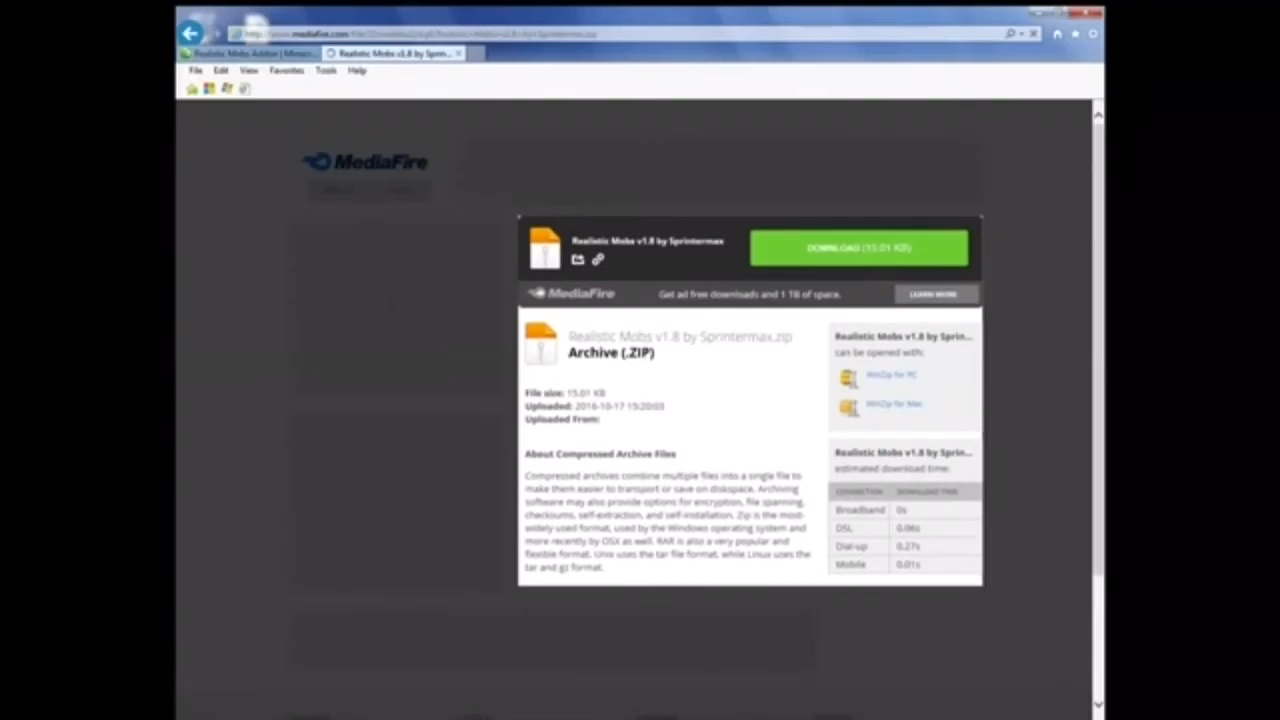 Realistic Mobs Addon | Minecr...
Realistic Mobs v1.8 by Sprin...
File Edit View Favorites Tools Help
MediaFire
Realistic Mobs v1.8 by Sprintermax
DOWNLOAD (15.01 KB)
MediaFire
Get ad free downloads and 1 TB of space.
LEARN MORE
Realistic Mobs v1.8 by Sprintermax.zip
Archive (.ZIP)
File size: 15.01 KB
Uploaded: 2016-10-17 15:20:03
Uploaded From:
About Compressed Archive Files
Compressed archives combine multiple files into a single file to
make them easier to transport or save on diskspace. Archiving
software may also provide options for encryption, file spanning,
checksums, self-extraction, and self-installation. Zip is the most-
widely used format, used by the Windows operating system and
more recently by OSX as well. RAR is also a very popular and
flexible format. Unix uses the tar file format, while Linux uses the
tar and gz format.
Realistic Mobs v1.8 by Sprin...
can be opened with:
WinZip for PC
WinZip for Mac
Realistic Mobs v1.8 by Sprin...
estimated download time:
CONNECTION DOWNLOAD TIME
Broadband 0s
DSL 0.06s
Dial-up 0.27s
Mobile 0.01s